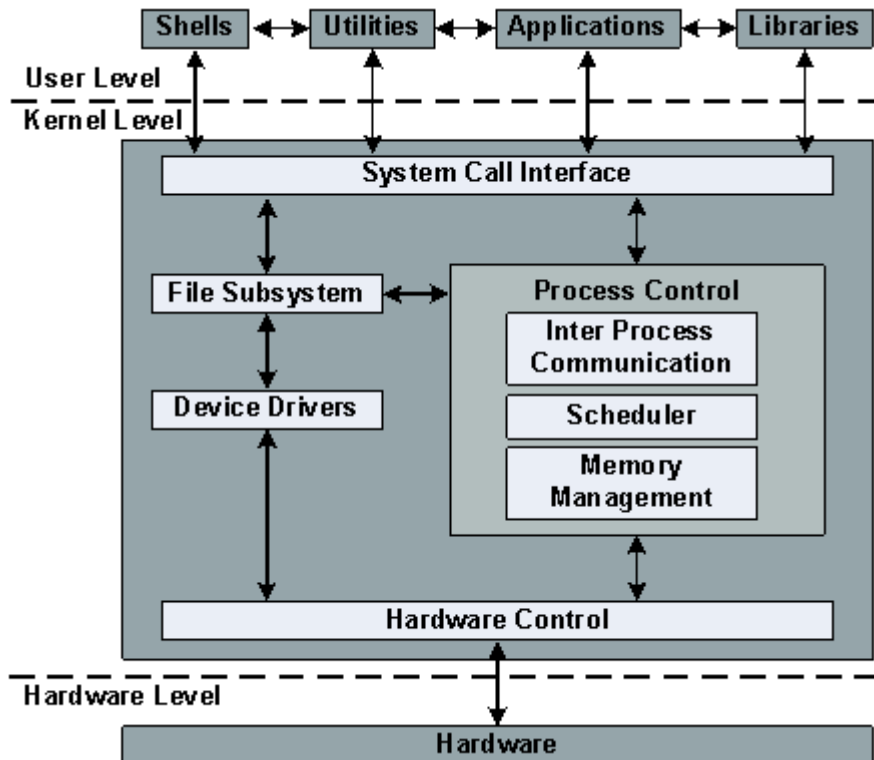 Shells
Utilities
Applications
Libraries
User Level
Kernel Level
System Call Interface
File Subsystem
Device Drivers
Process Control
Inter Process
Communication
Scheduler
Memory
Management
Hardware Control
Hardware Level
Hardware